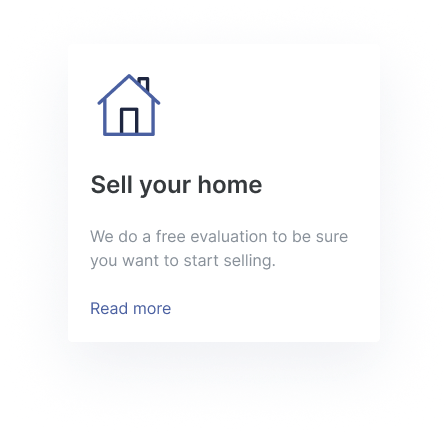 Sell your home
We do a free evaluation to be sure
you want to start selling.
Read more